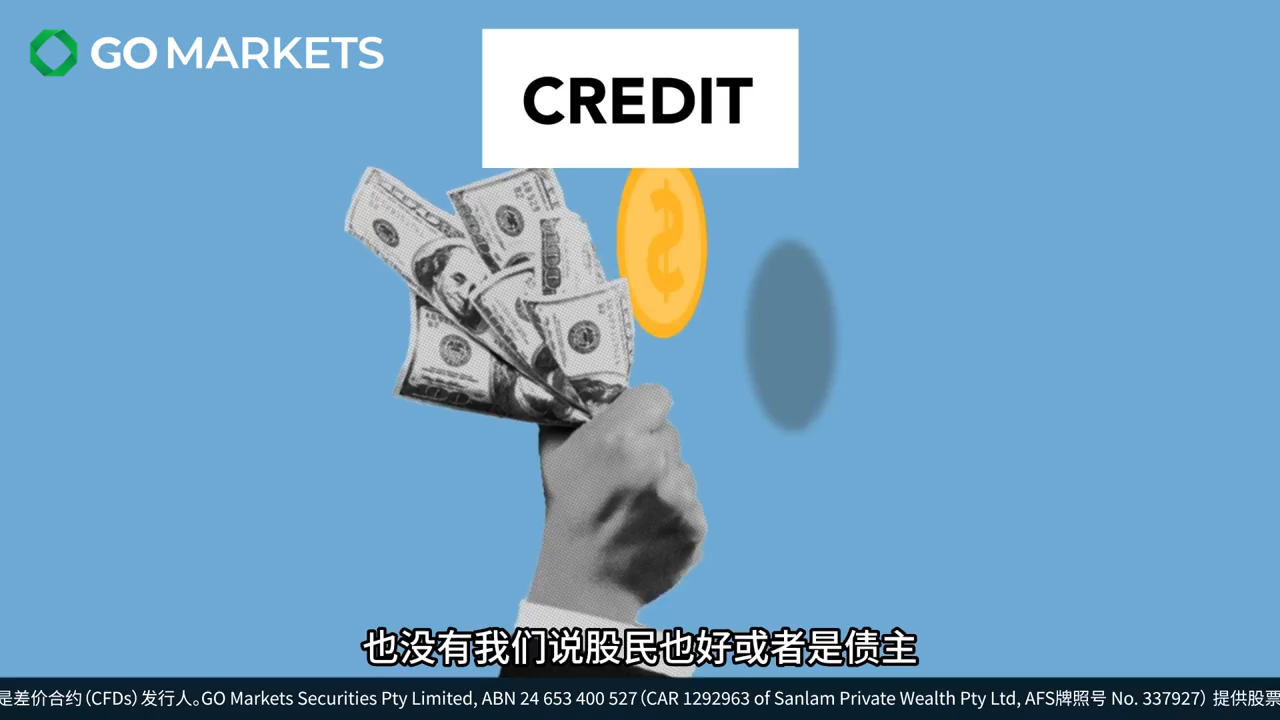 GO MARKETS
CREDIT
也没有我们说股民也好或者是债主
是差价合约（CFDs）发行人。GO Markets Securities Pty Limited, ABN 24 653 400 527（CAR 1292963 of Sanlam Private Wealth Pty Ltd, AFS牌照号 No. 337927）提供股票